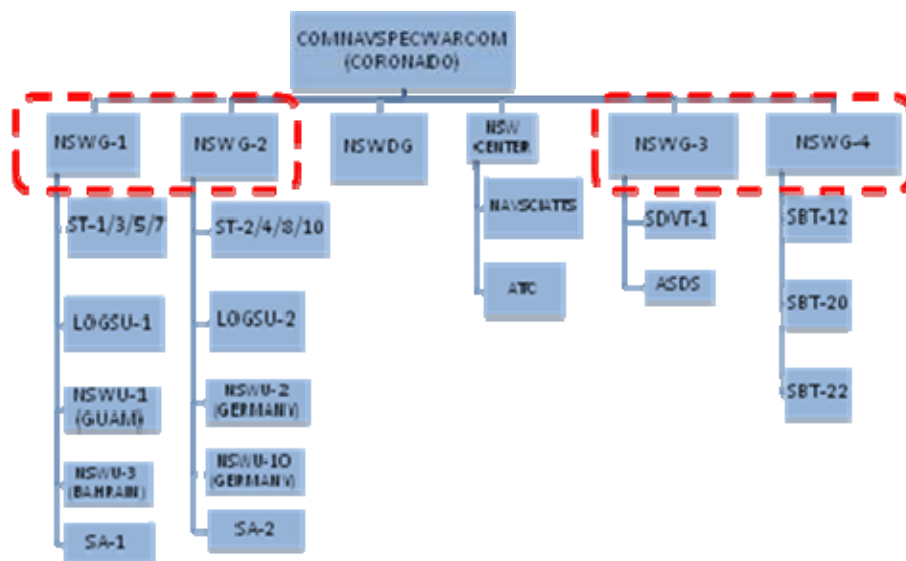 COMNAVSPECWARCOM
(CORONADO)
NSWG-1
NSWG-2
NSWDG
NSW
CENTER
NSWG-3
NSWG-4
ST-1/3/5/7
ST-2/4/8/10
NAVSCIATTS
SDVT-1
SBT-12
LOGSU-1
LOGSU-2
ATC
ASDS
SBT-20
NSWU-1
(GUAM)
NSWU-2
(GERMANY)
SBT-22
NSWU-3
(BAHRAIN)
NSWU-10
(GERMANY)
SA-1
SA-2